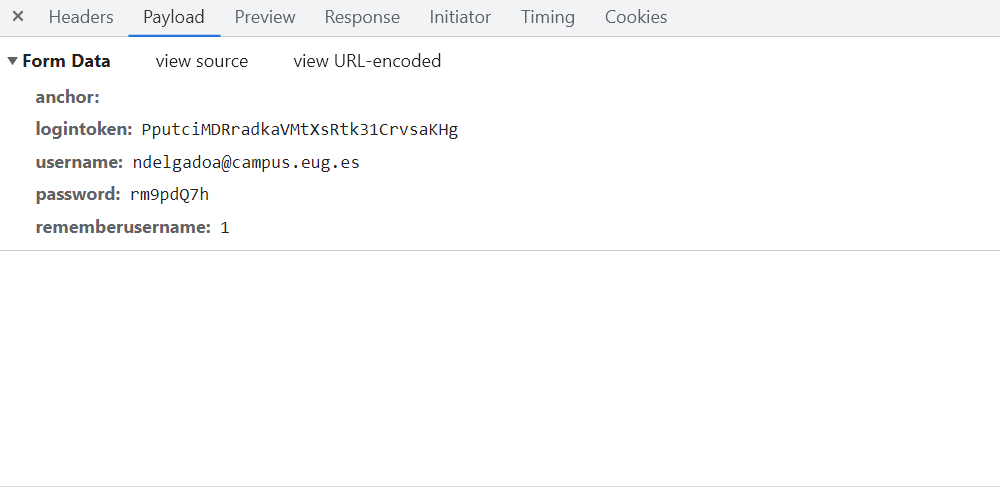 ✕ Headers Payload Preview Response Initiator Timing Cookies
▼ Form Data view source view URL-encoded
anchor:
logintoken: PputciMDRradkaVMtXsRtk31CrvsaKHg
username: ndelgadoa@campus.eug.es
password: rm9pdQ7h
rememberusername: 1